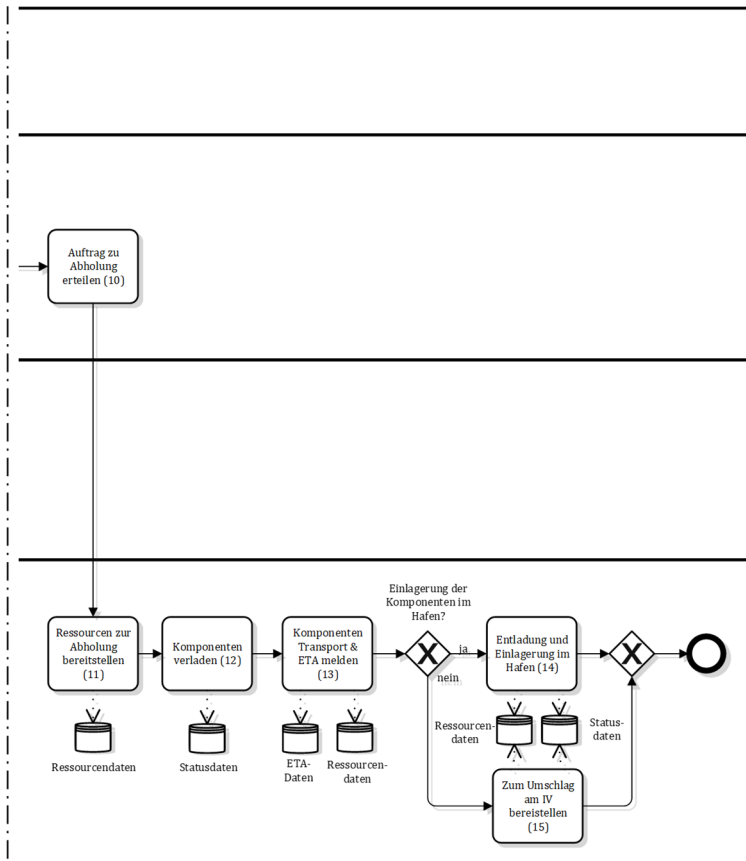 Auftrag zu
Abholung
erteilen (10)
Einlagerung der
Komponenten im
Hafen?
Ressourcen zur
Abholung
bereitstellen
(11)
Komponenten
verladen (12)
Komponenten
Transport &
ETA melden
(13)
X
ja
nein
Entladung und
Einlagerung im
Hafen (14)
X
Ressourcendaten
Statusdaten
ETA-
Daten
Ressourcen-
daten
Ressourcen-
daten
Status-
daten
Zum Umschlag
am IV
bereistellen
(15)